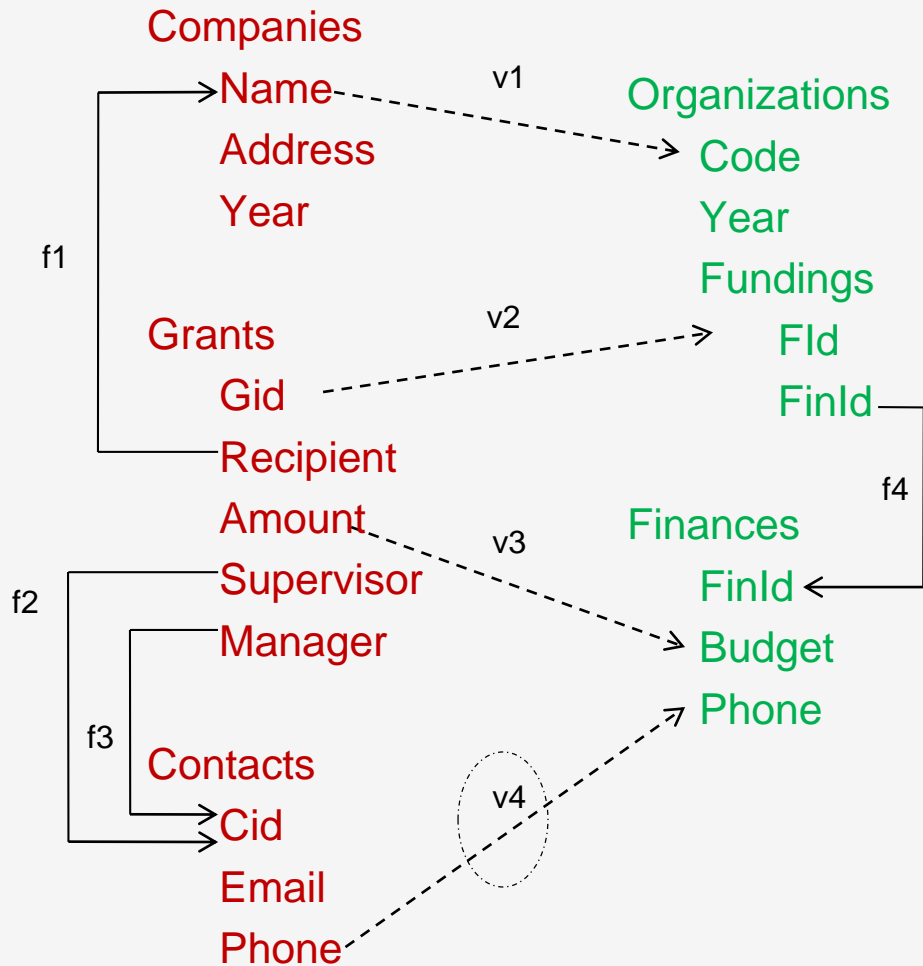 Companies
Name
Address
Year
f1
Grants
Gid
Recipient
Amount
Supervisor
Manager
f2
f3
Contacts
Cid
Email
Phone
v1
v2
v3
v4
Organizations
Code
Year
Fundings
FId
FinId
f4
Finances
FinId
Budget
Phone